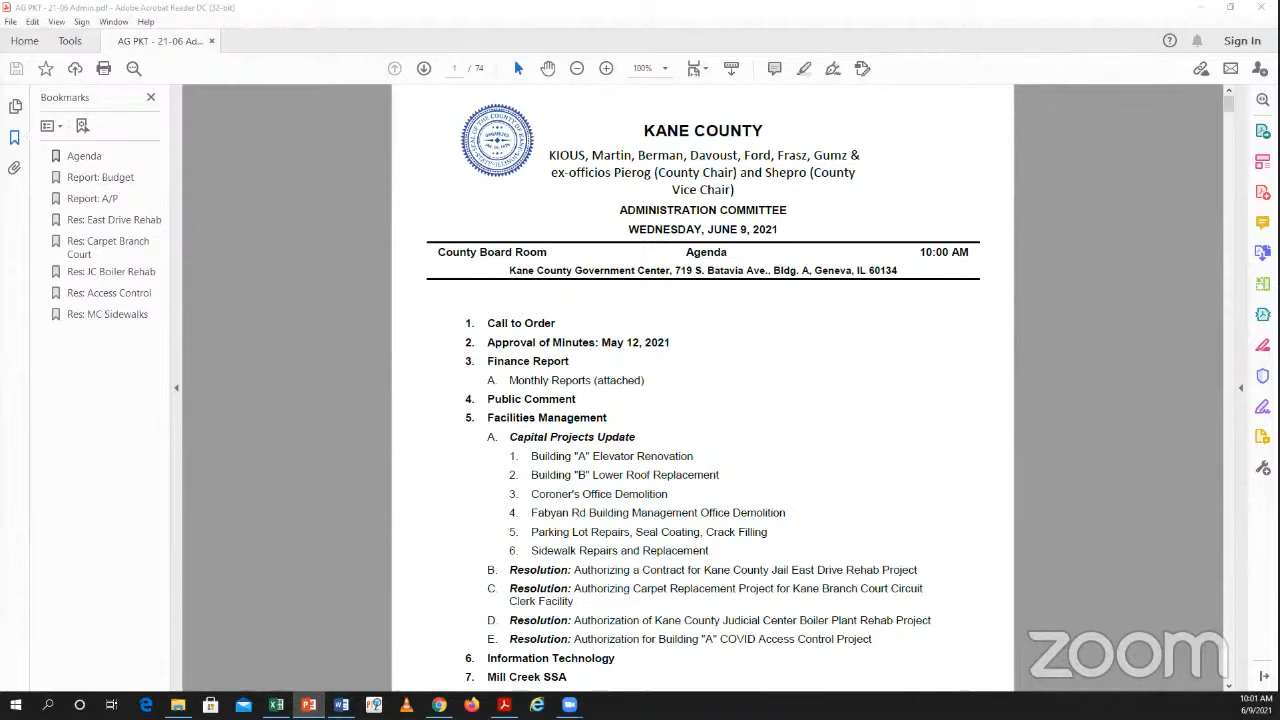 AG PKT - 21-06 Admin.pdf - Adobe Acrobat Reader DC (32-bit)
File Edit View Sign Window Help
Home Tools AG PKT - 21-06 Ad... × Sign In
1 / 74 100%
Bookmarks
Agenda
Report: Budget
Report: A/P
Res: East Drive Rehab
Res: Carpet Branch
Court
Res: JC Boiler Rehab
Res: Access Control
Res: MC Sidewalks
KANE COUNTY
KIOUS, Martin, Berman, Davoust, Ford, Frasz, Gumz &
ex-officios Pierog (County Chair) and Shepro (County
Vice Chair)
ADMINISTRATION COMMITTEE
WEDNESDAY, JUNE 9, 2021
County Board Room Agenda 10:00 AM
Kane County Government Center, 719 S. Batavia Ave., Bldg. A, Geneva, IL 60134
1. Call to Order
2. Approval of Minutes: May 12, 2021
3. Finance Report
A. Monthly Reports (attached)
4. Public Comment
5. Facilities Management
A. Capital Projects Update
1. Building "A" Elevator Renovation
2. Building "B" Lower Roof Replacement
3. Coroner's Office Demolition
4. Fabyan Rd Building Management Office Demolition
5. Parking Lot Repairs, Seal Coating, Crack Filling
6. Sidewalk Repairs and Replacement
B. Resolution: Authorizing a Contract for Kane County Jail East Drive Rehab Project
C. Resolution: Authorizing Carpet Replacement Project for Kane Branch Court Circuit
Clerk Facility
D. Resolution: Authorization of Kane County Judicial Center Boiler Plant Rehab Project
E. Resolution: Authorization for Building "A" COVID Access Control Project
6. Information Technology
7. Mill Creek SSA
zoom
10:01 AM
6/9/2021